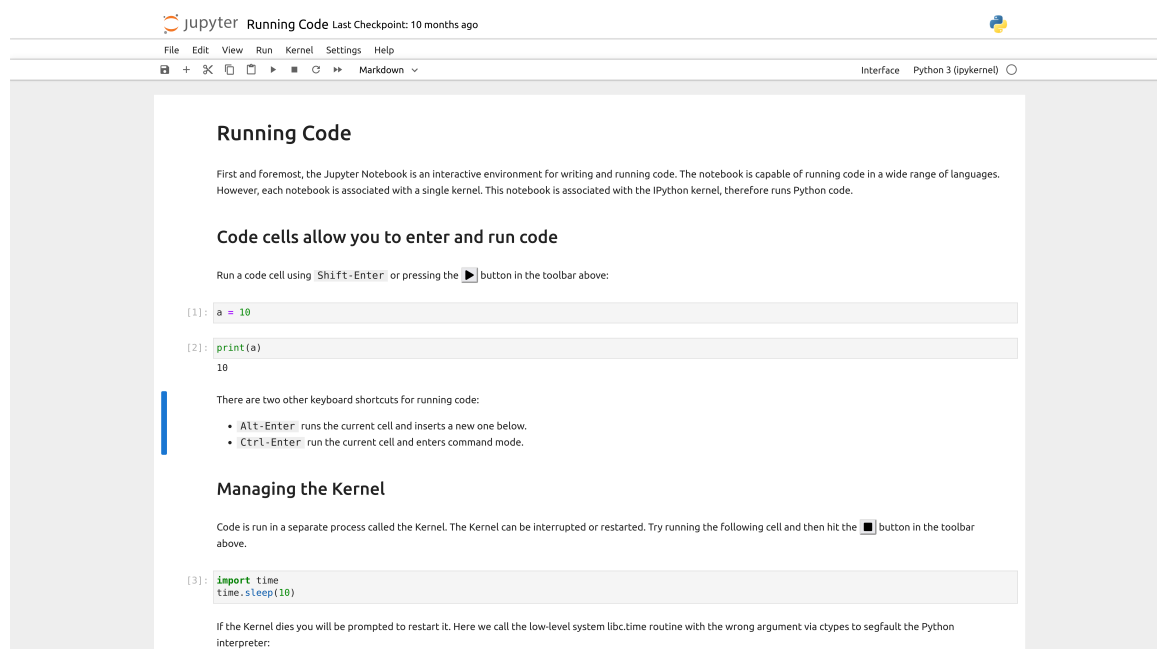 jupyter Running Code Last Checkpoint: 10 months ago
File Edit View Run Kernel Settings Help
Markdown Interface Python 3 (ipykernel)
Running Code
First and foremost, the Jupyter Notebook is an interactive environment for writing and running code. The notebook is capable of running code in a wide range of languages.
However, each notebook is associated with a single kernel. This notebook is associated with the IPython kernel, therefore runs Python code.
Code cells allow you to enter and run code
Run a code cell using Shift-Enter or pressing the button in the toolbar above:
[1]: a = 10
[2]: print(a)
10
There are two other keyboard shortcuts for running code:
• Alt-Enter runs the current cell and inserts a new one below.
• Ctrl-Enter run the current cell and enters command mode.
Managing the Kernel
Code is run in a separate process called the Kernel. The Kernel can be interrupted or restarted. Try running the following cell and then hit the button in the toolbar
above.
[3]: import time
time.sleep(10)
If the Kernel dies you will be prompted to restart it. Here we call the low-level system libc.time routine with the wrong argument via ctypes to segfault the Python
interpreter: